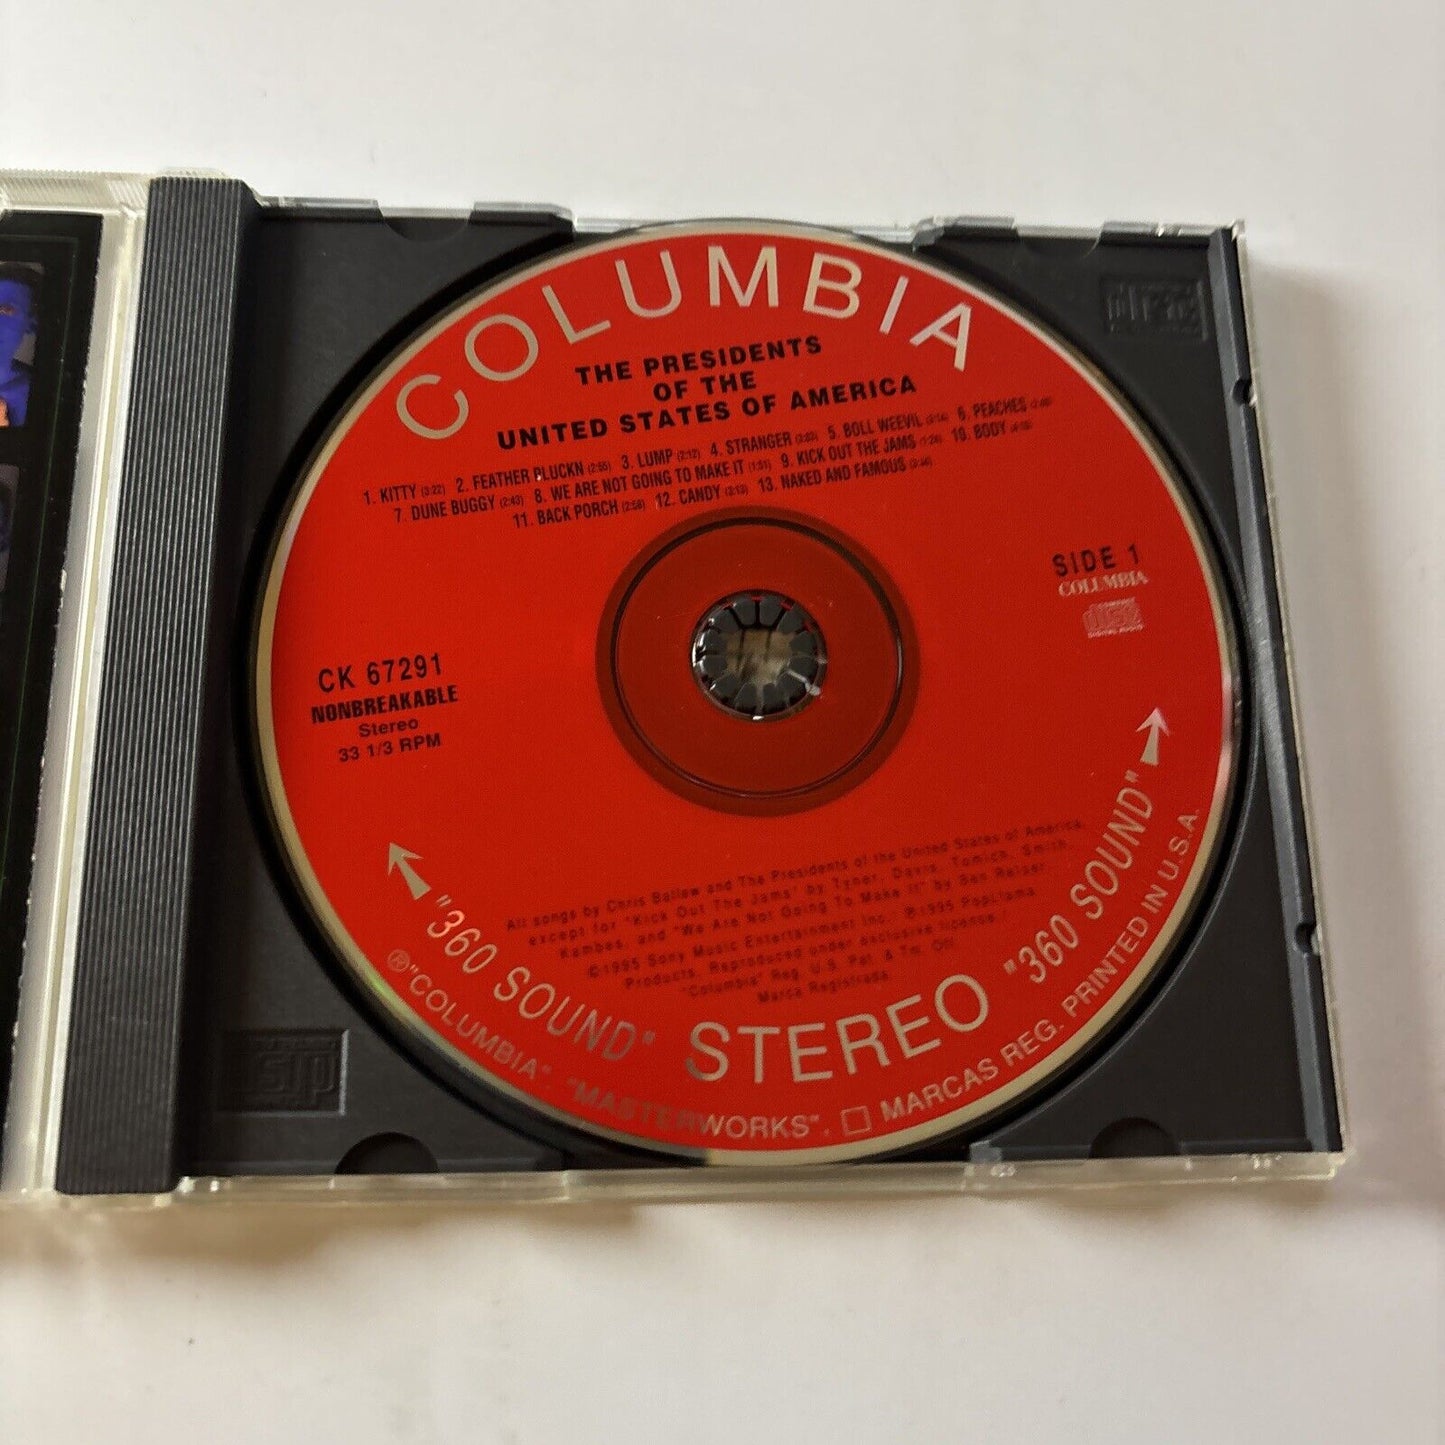 COLUMBIA
THE PRESIDENTS
OF THE
UNITED STATES OF AMERICA
1. KITTY (3:22) 2. FEATHER PLUCKN (2:55) 3. LUMP (2:12) 4. STRANGER 5. BOLL WEEVIL 6. PEACHES
7. DUNE BUGGY (2:43) 8. WE ARE NOT GOING TO MAKE IT (1:51) 9. KICK OUT THE JAMS 10. BODY
11. BACK PORCH (2:58) 12. CANDY (3:13) 13. NAKED AND FAMOUS
SIDE 1
COLUMBIA
COMPACT
disc
DIGITAL AUDIO
CK 67291
NONBREAKABLE
Stereo
33 1/3 RPM
All songs by Chris Ballew and The Presidents of the United States of America,
except for "Kick Out The Jams" by Tyner, Davis, Tomich, Smith,
Kambes, and "We Are Not Going To Make It" by Ben Reiser
©1995 Sony Music Entertainment Inc. ℗1995 PopLlama
Products, Reproduced under exclusive license /
"Columbia" Reg. U.S. Pat. & Tm. Off.
Marca Registrada.
"360 SOUND" STEREO "360 SOUND"
®"COLUMBIA", "MASTERWORKS", MARCAS REG. PRINTED IN U.S.A.